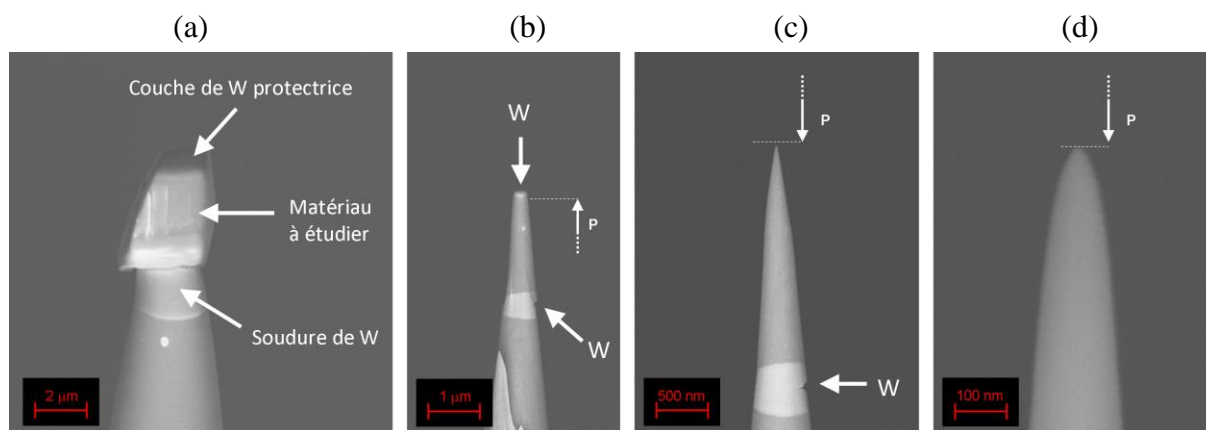 (a)
Couche de W protectrice
Matériau
à étudier
Soudure de W
2 μm
(b)
W
P
W
1 μm
(c)
P
W
500 nm
(d)
P
100 nm